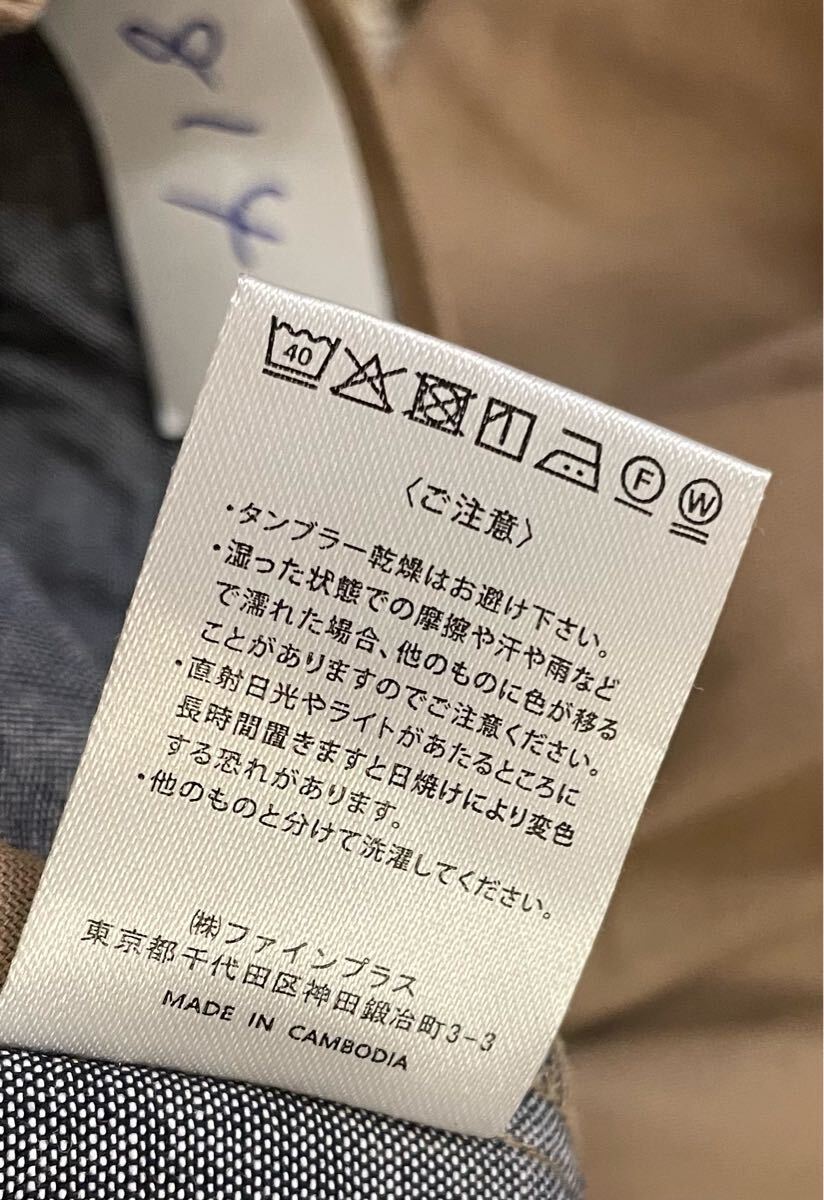 814
40
F W
〈ご注意〉
・タンブラー乾燥はお避け下さい。
・湿った状態での摩擦や汗や雨など
で濡れた場合、他のものに色が移る
ことがありますのでご注意ください。
・直射日光やライトがあたるところに
長時間置きますと日焼けにより変色
する恐れがあります。
・他のものと分けて洗濯してください。
㈱ファインプラス
東京都千代田区神田鍛冶町3-3
MADE IN CAMBODIA